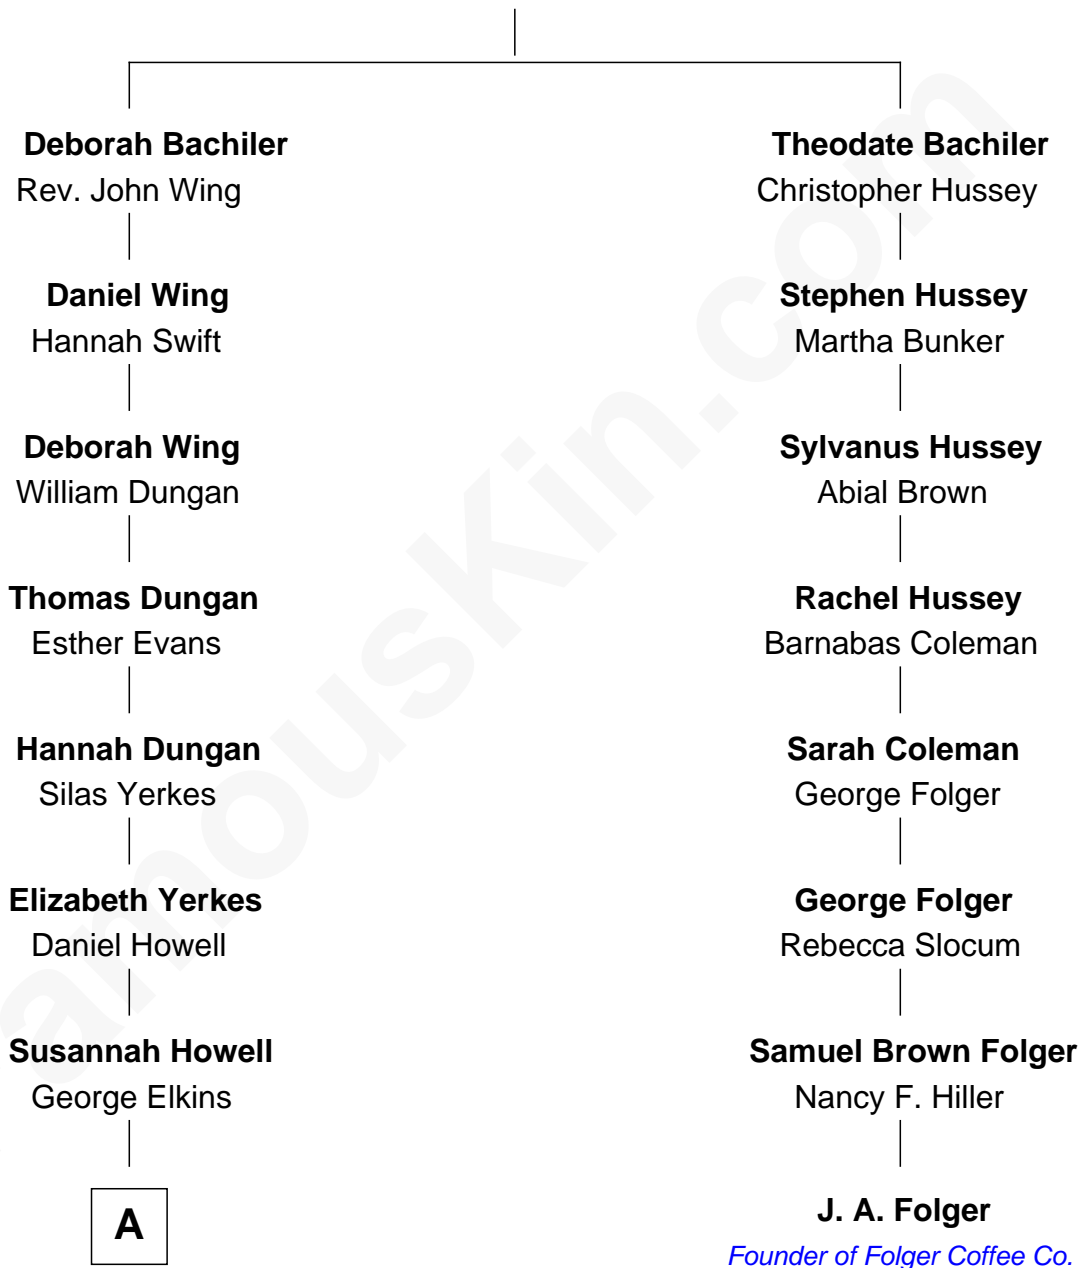 Deborah Bachiler
Rev. John Wing
Daniel Wing
Hannah Swift
Deborah Wing
William Dungan
Thomas Dungan
Esther Evans
Hannah Dungan
Silas Yerkes
Elizabeth Yerkes
Daniel Howell
Susannah Howell
George Elkins
A
Theodate Bachiler
Christopher Hussey
Stephen Hussey
Martha Bunker
Sylvanus Hussey
Abial Brown
Rachel Hussey
Barnabas Coleman
Sarah Coleman
George Folger
George Folger
Rebecca Slocum
Samuel Brown Folger
Nancy F. Hiller
J. A. Folger
Founder of Folger Coffee Co.
amousKin.com